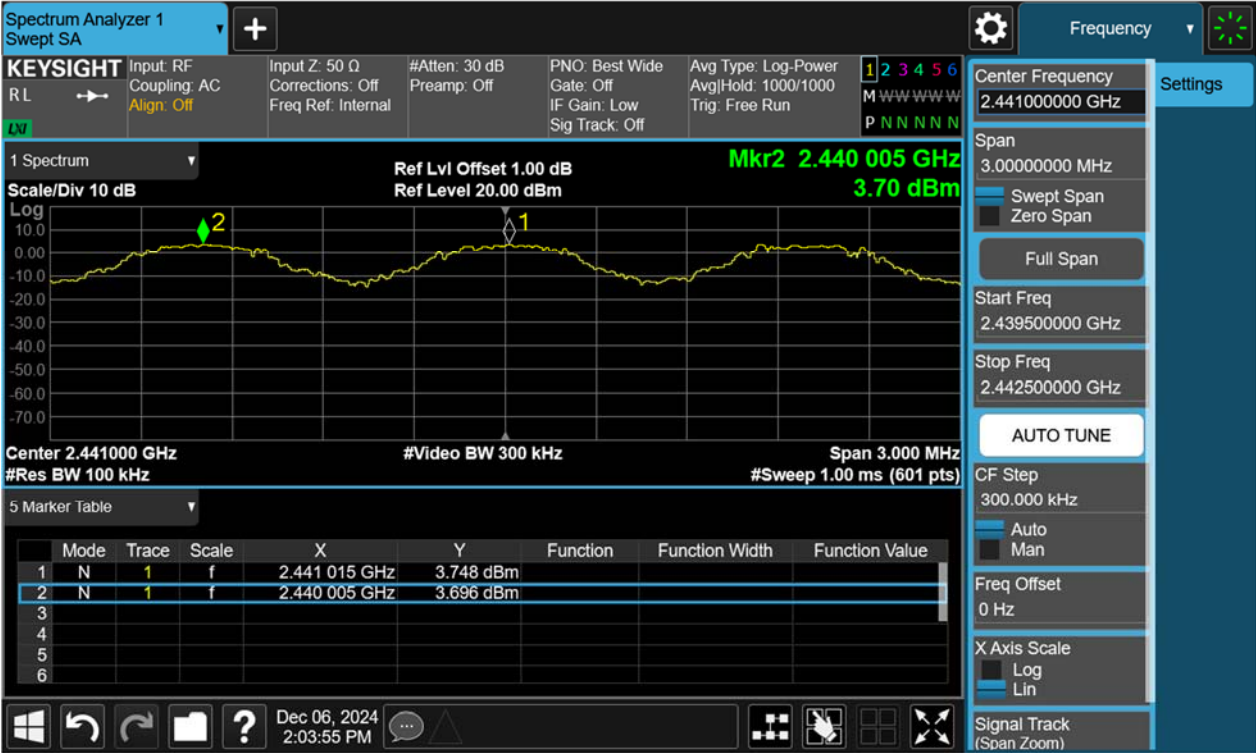 Spectrum Analyzer 1
Swept SA
+
Frequency
KEYSIGHT
R L
LXI
Input: RF
Coupling: AC
Align: Off
Input Z: 50 Ω
Corrections: Off
Freq Ref: Internal
#Atten: 30 dB
Preamp: Off
PNO: Best Wide
Gate: Off
IF Gain: Low
Sig Track: Off
Avg Type: Log-Power
Avg|Hold: 1000/1000
Trig: Free Run
1 2 3 4 5 6
M W W W W W
P N N N N N
1 Spectrum
Scale/Div 10 dB
Ref Lvl Offset 1.00 dB
Ref Level 20.00 dBm
Mkr2 2.440 005 GHz
3.70 dBm
Log
10.0
0.00
-10.0
-20.0
-30.0
-40.0
-50.0
-60.0
-70.0
2
1
Center 2.441000 GHz
#Video BW 300 kHz
Span 3.000 MHz
#Res BW 100 kHz
#Sweep 1.00 ms (601 pts)
5 Marker Table
Mode Trace Scale X Y Function Function Width Function Value
1 N 1 f 2.441 015 GHz 3.748 dBm
2 N 1 f 2.440 005 GHz 3.696 dBm
3
4
5
6
?
Dec 06, 2024
2:03:55 PM
Center Frequency
2.441000000 GHz
Settings
Span
3.00000000 MHz
Swept Span
Zero Span
Full Span
Start Freq
2.439500000 GHz
Stop Freq
2.442500000 GHz
AUTO TUNE
CF Step
300.000 kHz
Auto
Man
Freq Offset
0 Hz
X Axis Scale
Log
Lin
Signal Track
(Span Zoom)